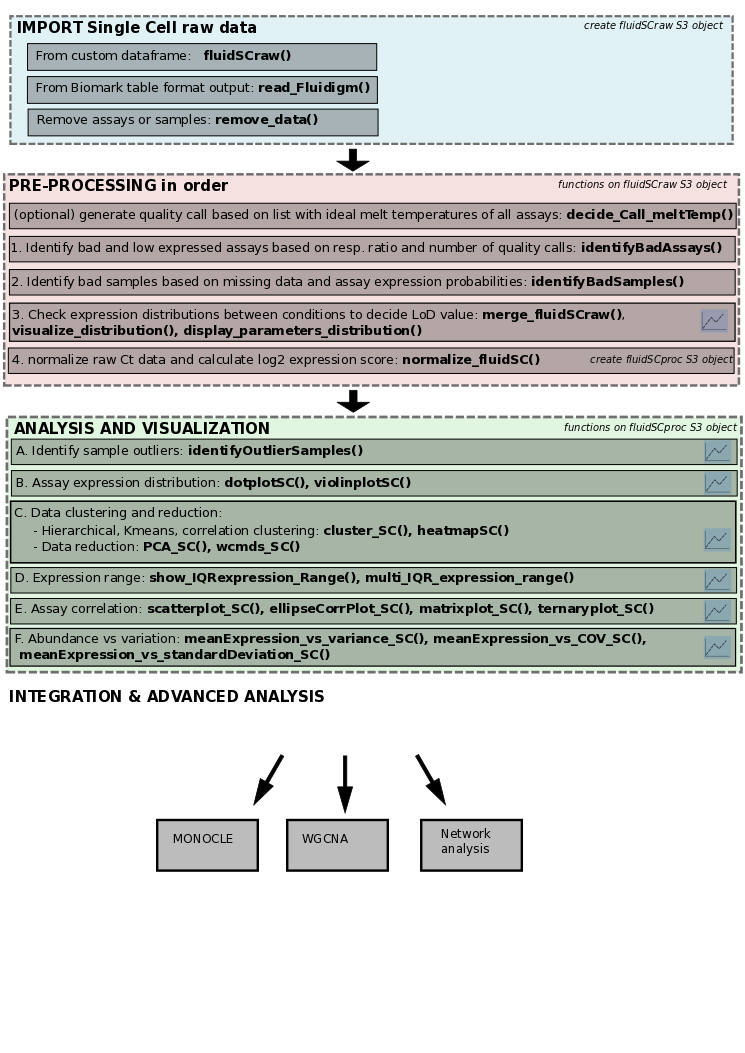 IMPORT Single Cell raw data
create fluidSCraw S3 object
From custom dataframe: fluidSCraw()
From Biomark table format output: read_Fluidigm()
Remove assays or samples: remove_data()
PRE-PROCESSING in order
functions on fluidSCraw S3 object
(optional) generate quality call based on list with ideal melt temperatures of all assays: decide_Call_meltTemp()
1. Identify bad and low expressed assays based on resp. ratio and number of quality calls: identifyBadAssays()
2. Identify bad samples based on missing data and assay expression probabilities: identifyBadSamples()
3. Check expression distributions between conditions to decide LoD value: merge_fluidSCraw(),
visualize_distribution(), display_parameters_distribution()
4. normalize raw Ct data and calculate log2 expression score: normalize_fluidSC()
create fluidSCproc S3 object
ANALYSIS AND VISUALIZATION
functions on fluidSCproc S3 object
A. Identify sample outliers: identifyOutlierSamples()
B. Assay expression distribution: dotplotSC(), violinplotSC()
C. Data clustering and reduction:
- Hierarchical, Kmeans, correlation clustering: cluster_SC(), heatmapSC()
- Data reduction: PCA_SC(), wcmds_SC()
D. Expression range: show_IQRexpression_Range(), multi_IQR_expression_range()
E. Assay correlation: scatterplot_SC(), ellipseCorrPlot_SC(), matrixplot_SC(), ternaryplot_SC()
F. Abundance vs variation: meanExpression_vs_variance_SC(), meanExpression_vs_COV_SC(),
meanExpression_vs_standardDeviation_SC()
INTEGRATION & ADVANCED ANALYSIS
MONOCLE
WGCNA
Network
analysis